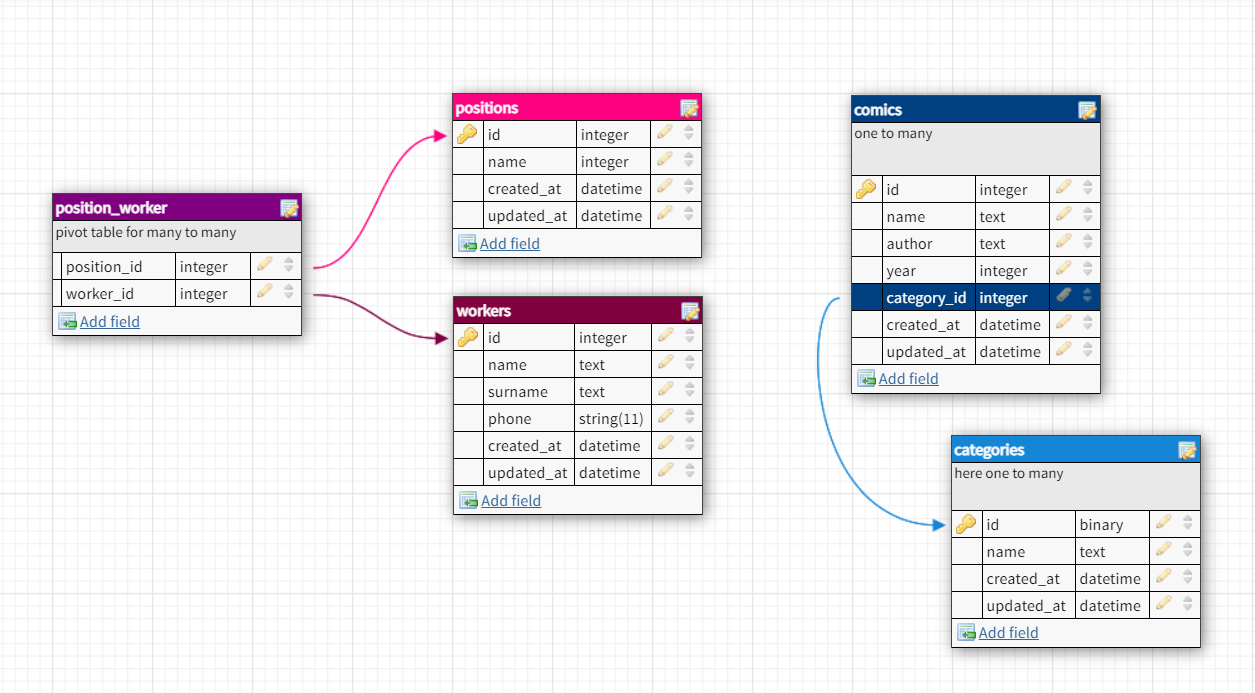 position_worker
pivot table for many to many
position_id integer
worker_id integer
Add field
positions
id integer
name integer
created_at datetime
updated_at datetime
Add field
workers
id integer
name text
surname text
phone string(11)
created_at datetime
updated_at datetime
Add field
comics
one to many
id integer
name text
author text
year integer
category_id integer
created_at datetime
updated_at datetime
Add field
categories
here one to many
id binary
name text
created_at datetime
updated_at datetime
Add field